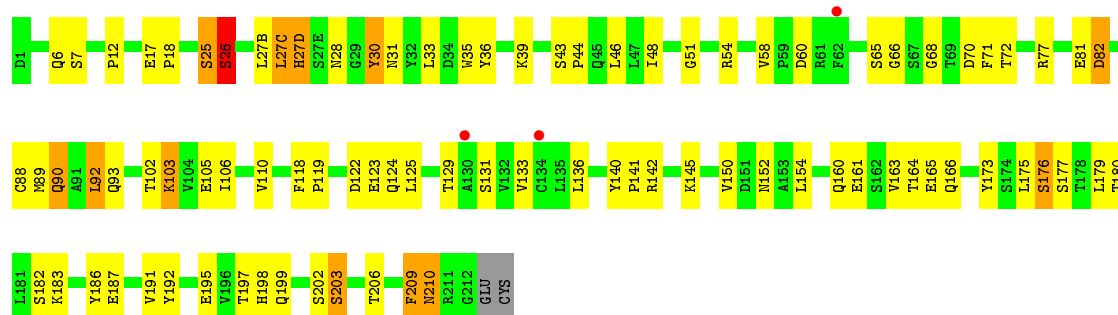 D1 Q6 S7 P12 E17 P18 S25 S26 L27B L27C H27D S27E N28 G29 Y30 N31 Y32 L33 D34 W35 Y36 K39 S43 P44 Q45 L46 L47 I48 G51 R54 V58 P59 D60 R61 F62 S65 G66 S67 G68 T69 D70 F71 T72 R77 E81 D82
C88 M89 Q90 A91 L92 Q93 T102 K103 V104 E105 I106 V110 F118 P119 D122 E123 Q124 L125 T129 A130 S131 V132 V133 C134 L135 L136 Y140 P141 R142 K145 V150 D151 N152 A153 L154 Q160 E161 S162 V163 T164 E165 Q166 Y173 S174 L175 S176 S177 T178 L179 T180
L181 S182 K183 Y186 E187 V191 Y192 E195 V196 T197 H198 Q199 S202 S203 T206 F209 N210 R211 G212 GLU CYS